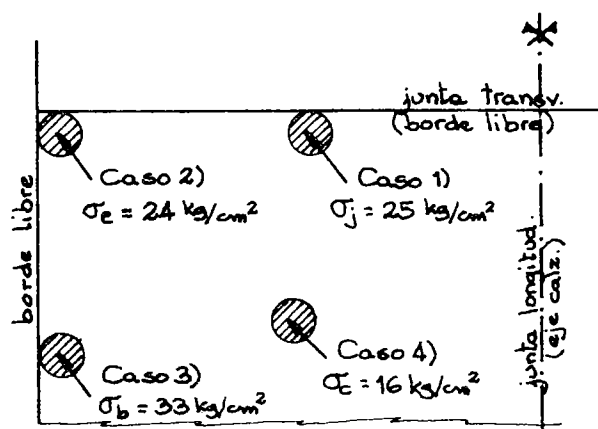 junta transv.
(borde libre)
Caso 2)
σe = 24 kg/cm²
Caso 1)
σj = 25 kg/cm²
borde libre
junta longitud.
(eje calz.)
Caso 3)
σb = 33 kg/cm²
Caso 4)
σc = 16 kg/cm²